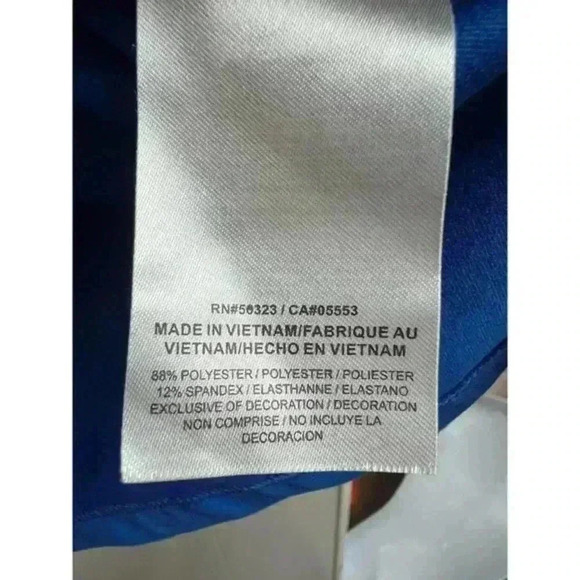 RN#50323 / CA#05553
MADE IN VIETNAM/FABRIQUE AU
VIETNAM/HECHO EN VIETNAM
88% POLYESTER / POLYESTER / POLIESTER
12% SPANDEX / ELASTHANNE / ELASTANO
EXCLUSIVE OF DECORATION / DECORATION
NON COMPRISE / NO INCLUYE LA
DECORACION